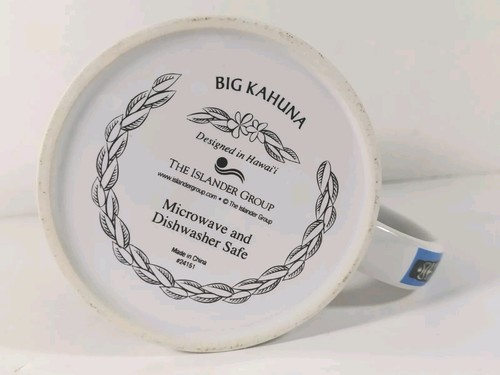 BIG KAHUNA
Designed in Hawai'i
THE ISLANDER GROUP
www.islandergroup.com • © The Islander Group
Microwave and
Dishwasher Safe
Made in China
#24151